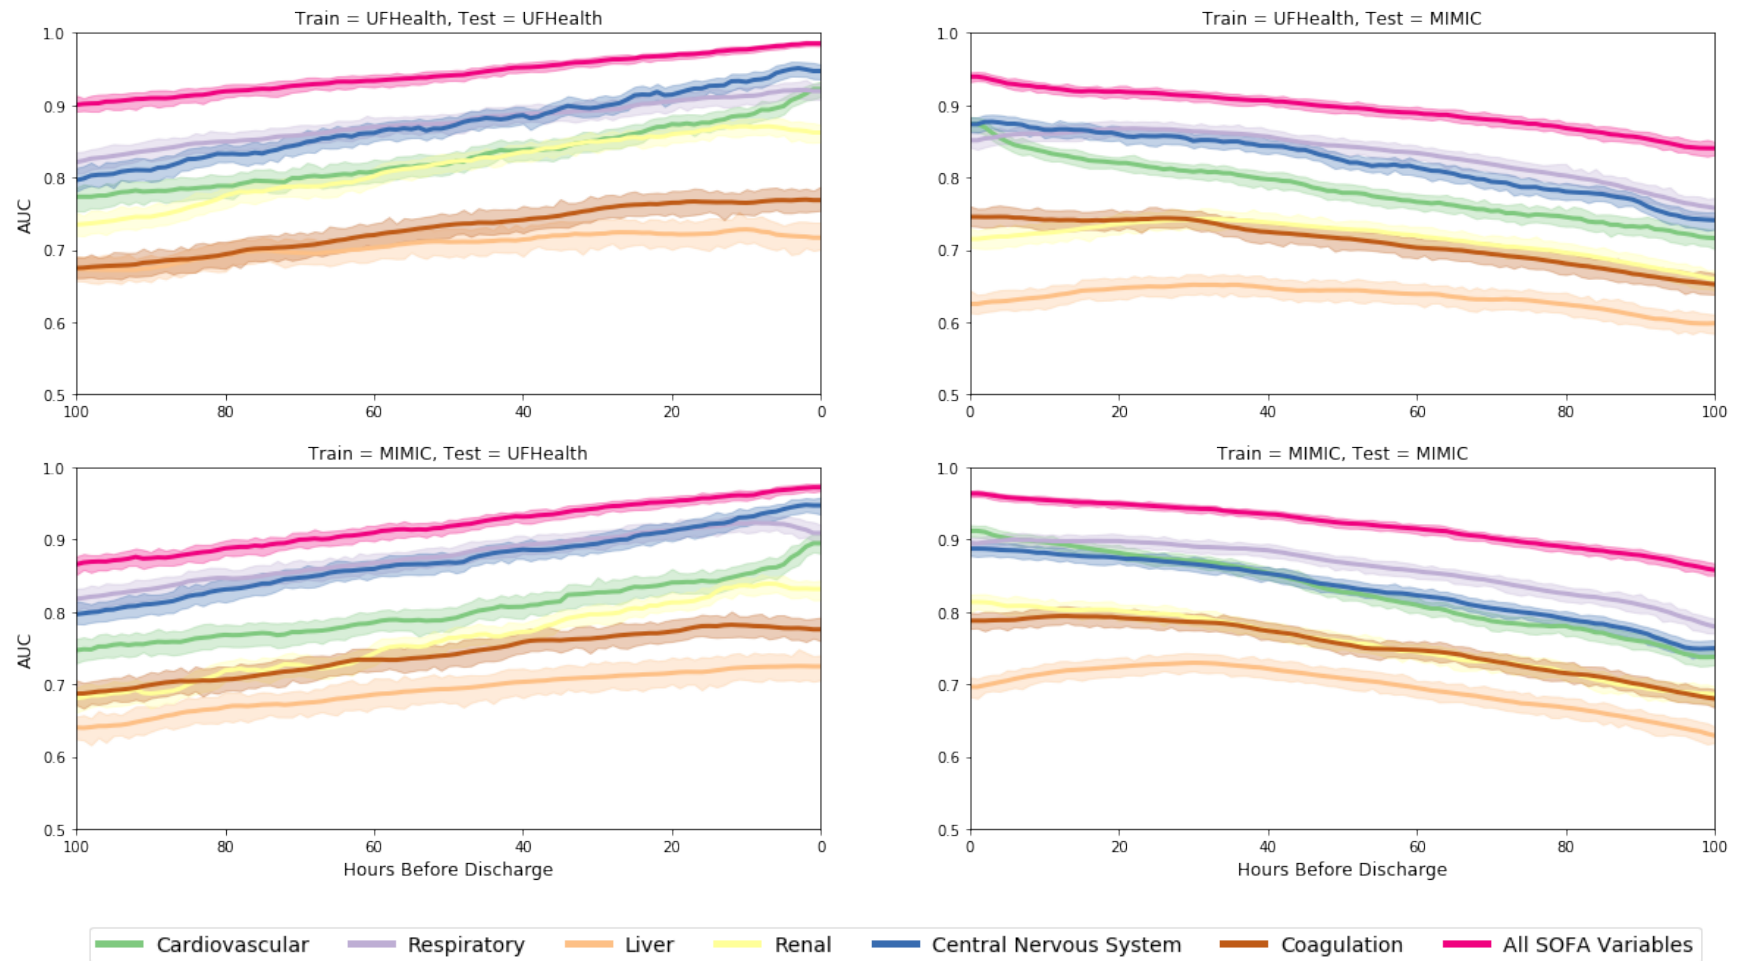 Train = UFHealth, Test = UFHealth
1.0
0.9
0.8
0.7
0.6
0.5
AUC
100 80 60 40 20 0
Train = UFHealth, Test = MIMIC
1.0
0.9
0.8
0.7
0.6
0.5
0 20 40 60 80 100
Train = MIMIC, Test = UFHealth
1.0
0.9
0.8
0.7
0.6
0.5
AUC
100 80 60 40 20 0
Hours Before Discharge
Train = MIMIC, Test = MIMIC
1.0
0.9
0.8
0.7
0.6
0.5
0 20 40 60 80 100
Hours Before Discharge
Cardiovascular Respiratory Liver Renal Central Nervous System Coagulation All SOFA Variables